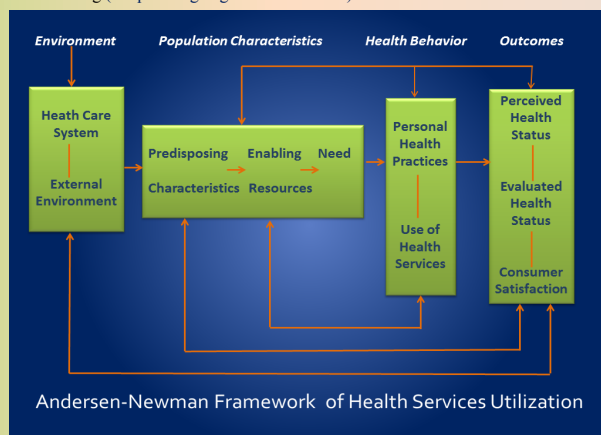 Environment Population Characteristics Health Behavior Outcomes
Heath Care
System
External
Environment
Predisposing Enabling Need
Characteristics Resources
Personal
Health
Practices
Use of
Health
Services
Perceived
Health
Status
Evaluated
Health
Status
Consumer
Satisfaction
Andersen-Newman Framework of Health Services Utilization